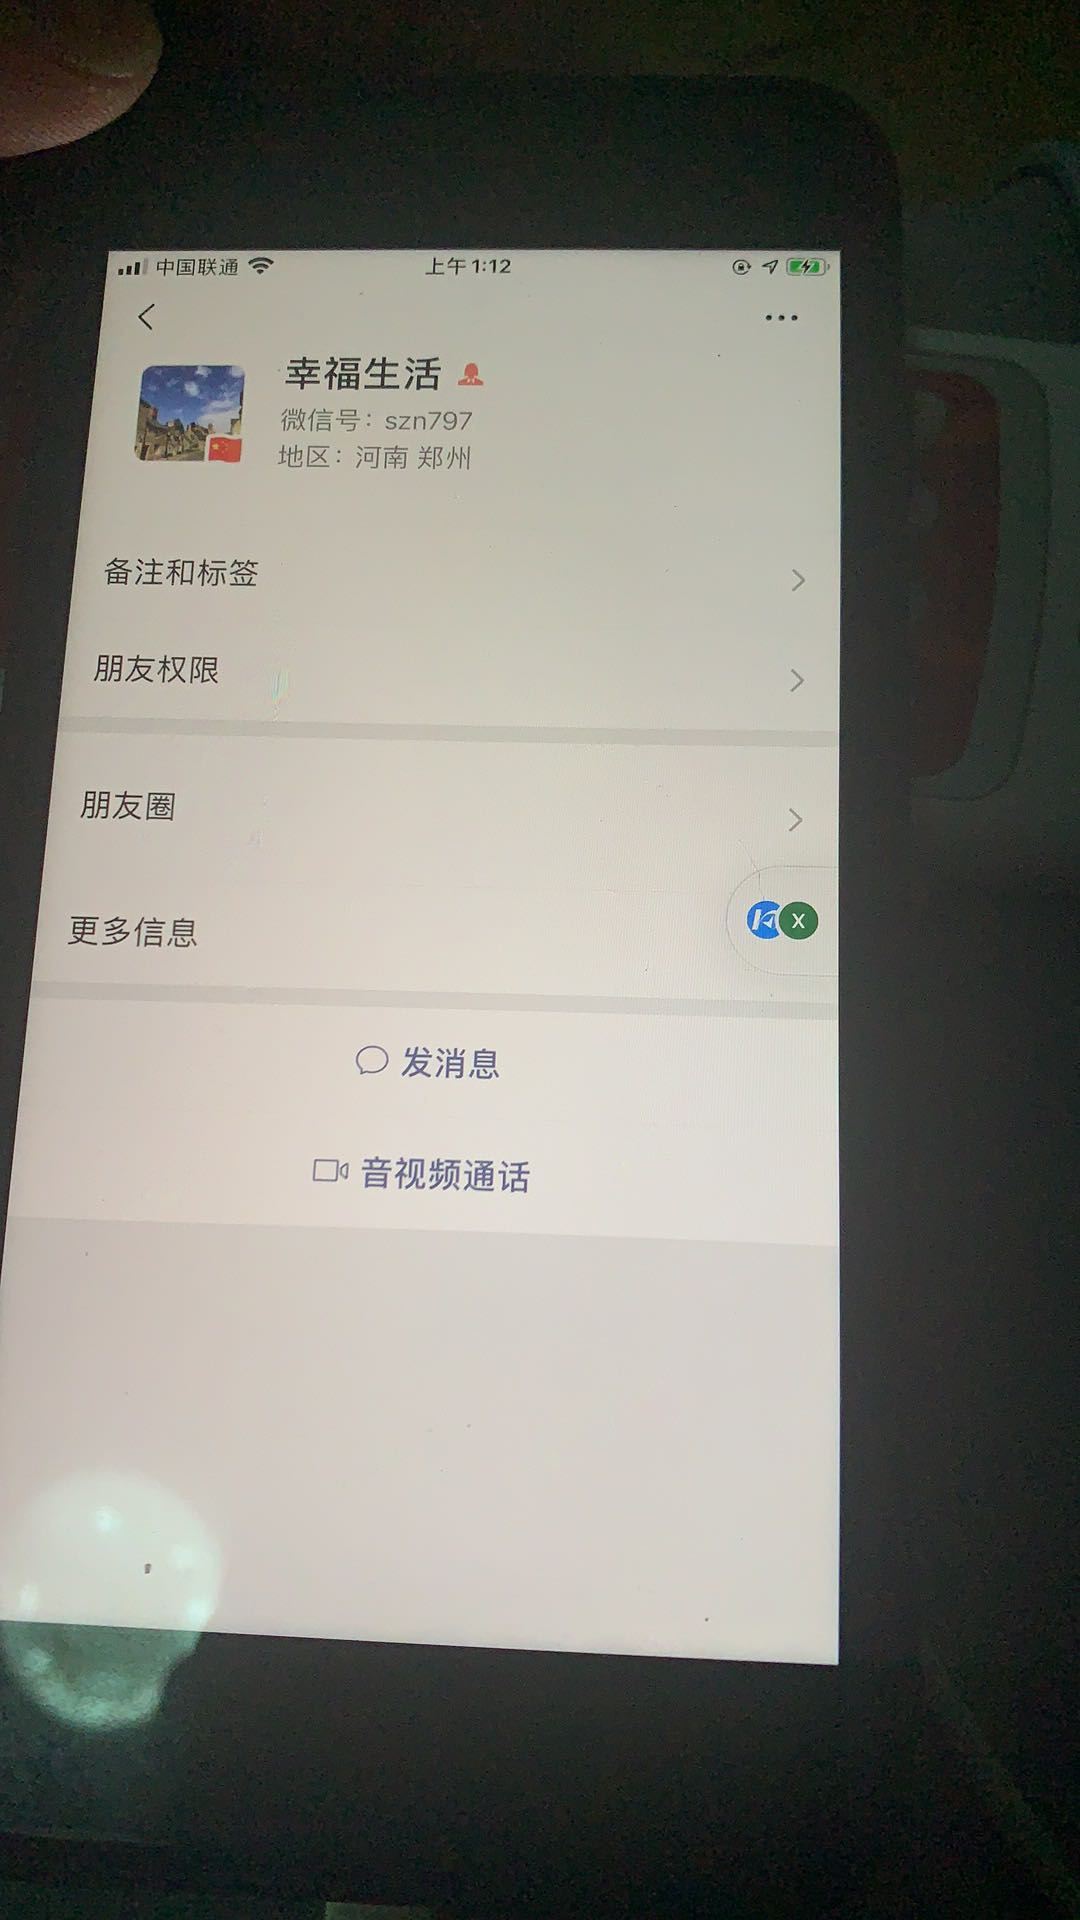 中国联通 上午1:12
幸福生活
微信号：szn797
地区：河南 郑州
备注和标签
朋友权限
朋友圈
更多信息
X
发消息
音视频通话